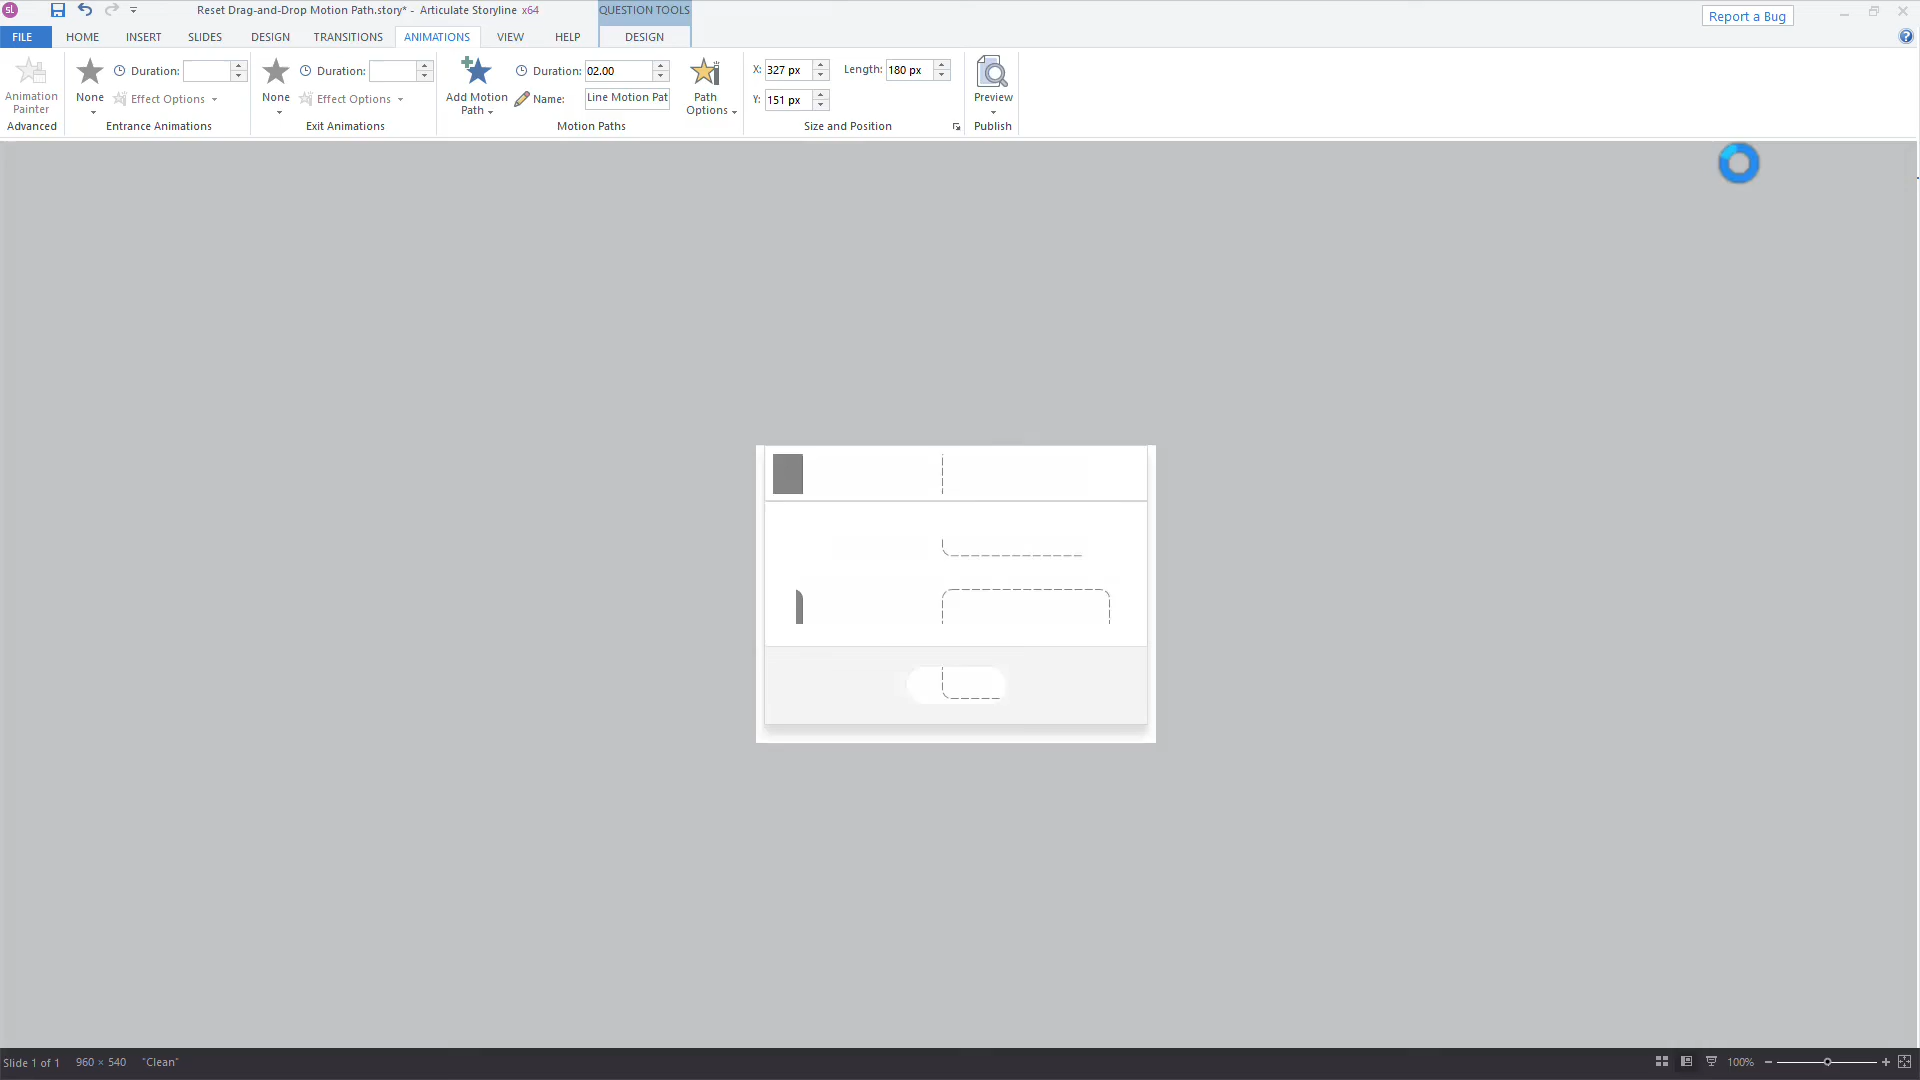 Reset Drag-and-Drop Motion Path.story* - Articulate Storyline x64
QUESTION TOOLS
Report a Bug
FILE HOME INSERT SLIDES DESIGN TRANSITIONS ANIMATIONS VIEW HELP DESIGN
Animation Painter
Advanced
None
Duration:
Effect Options
Entrance Animations
None
Duration:
Effect Options
Exit Animations
Add Motion Path
Duration: 02.00
Name: Line Motion Pat
Path Options
Motion Paths
X: 327 px Length: 180 px
Y: 151 px
Size and Position
Preview
Publish
Slide 1 of 1 960 × 540 "Clean" 100%